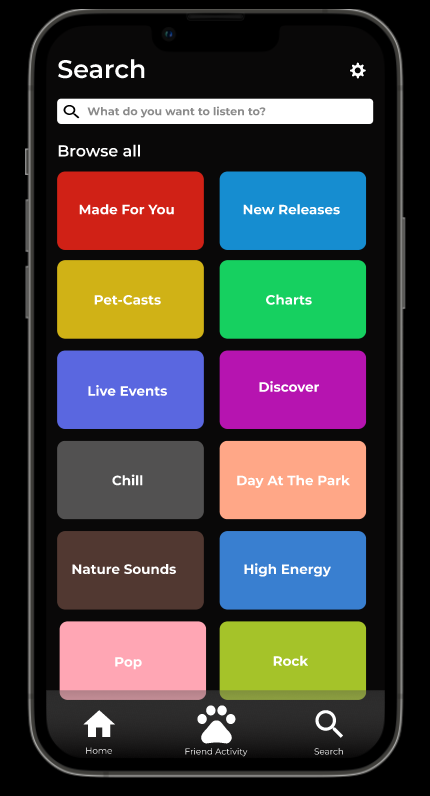 Search
What do you want to listen to?
Browse all
Made For You
New Releases
Pet-Casts
Charts
Live Events
Discover
Chill
Day At The Park
Nature Sounds
High Energy
Pop
Rock
Home
Friend Activity
Search